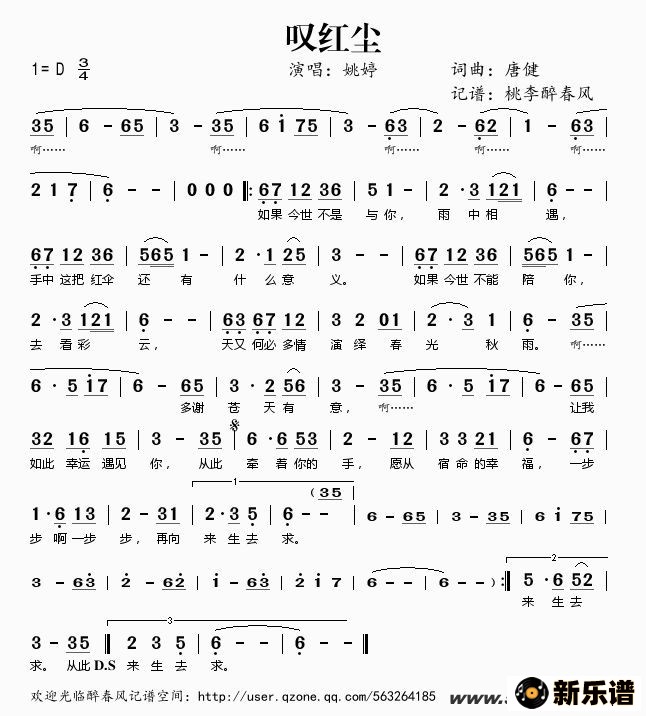 叹红尘
1=D 3/4 演唱：姚婷 词曲：唐健
记谱：桃李醉春风
35 | 6 - 65 | 3 - 35 | 6 i 75 | 3 - 63 | 2 - 62 | 1 - 63 |
啊…… 啊…… 啊…… 啊…… 啊……
2 1 7 | 6 - - | 0 0 0 ‖: 67 12 36 | 5 1 - | 2 · 3 121 | 6 - - |
如果 今世 不是 与 你， 雨 中 相 遇，
67 12 36 | 565 1 - | 2 · 1 25 | 3 - - | 67 12 36 | 565 1 - |
手中 这把 红伞 还 有 什 么 意 义。 如果 今世 不能 陪 你，
2 · 3 121 | 6 - - | 63 67 36 | 3 2 01 | 2 · 3 1 | 6 - 35 |
去 看 彩 云， 天又 何必 多情 演 绎 春 光 秋 雨。 啊……
6 · 5 i7 | 6 - 65 | 3 · 2 56 | 3 - 35 | 6 · 5 i7 | 6 - 65 |
多谢 苍 天 有 意， 啊…… 让我
32 16 15 | 3 - 35 | 6 · 6 53 | 2 - 12 | 3 3 21 | 6 - 67 |
如此 幸运 遇见 你， 从此 牵 着 你的 手， 愿从 宿 命 的幸 福， 一步
1 (35)
1 · 6 13 | 2 - 31 | 2 · 3 5 | 6 - - | 6 - 65 | 3 - 35 | 6 i 75 |
步 啊 一步 步， 再向 来 生 去 求。
2
3 - 63 | 2 - 62 | i - 63 | 2 i 7 | 6 - - | 6 - - :‖ 5 · 6 52 |
来 生 去
3
3 - 35 | 2 3 5 | 6 - - | 6 - - ‖
求。 从此 D.S 来 生 去 求。
欢迎光临醉春风记谱空间：http://user.qzone.qq.com/563264185 www. 新乐谱